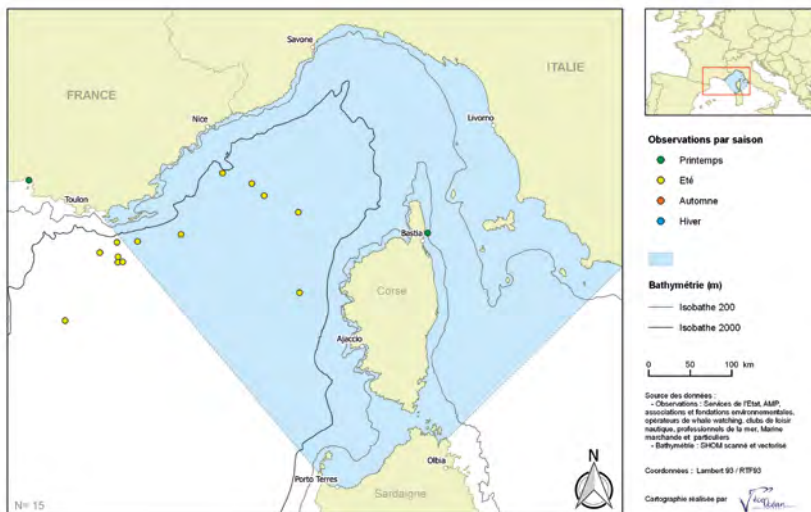 Savone
ITALIE
FRANCE
Nice
Livorno
Toulon
Bastia
Corse
Ajaccio
Olbia
Porto Terres
Sardaigne
N= 15
N
Observations par saison
Printemps
Eté
Automne
Hiver
Bathymétrie (m)
Isobathe 200
Isobathe 2000
0 50 100 km
Source des données :
- Observations : Services de l'Etat, AMP,
associations et fondations environnementales,
opérateurs de whale watching, clubs de loisir
nautique, professionnels de la mer, Marine
marchande et particuliers
- Bathymétrie : SHOM scanné et vectorisé
Coordonnées : Lambert 93 / RTF93
Cartographie réalisée par